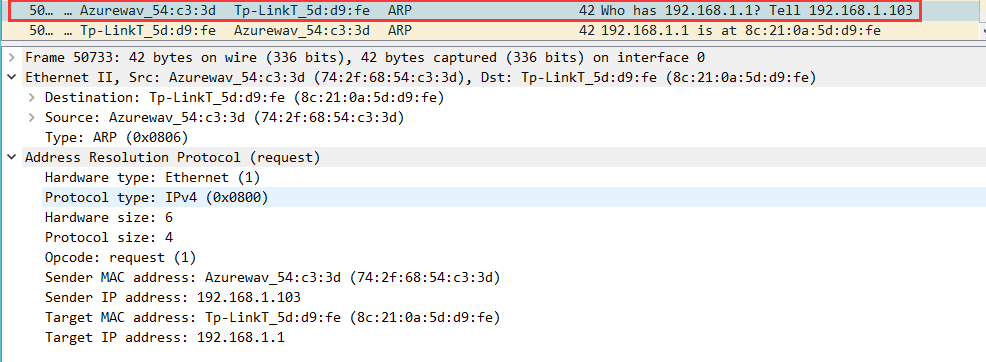 50… … Azurewav_54:c3:3d Tp-LinkT_5d:d9:fe ARP 42 Who has 192.168.1.1? Tell 192.168.1.103
50… … Tp-LinkT_5d:d9:fe Azurewav_54:c3:3d ARP 42 192.168.1.1 is at 8c:21:0a:5d:d9:fe
Frame 50733: 42 bytes on wire (336 bits), 42 bytes captured (336 bits) on interface 0
Ethernet II, Src: Azurewav_54:c3:3d (74:2f:68:54:c3:3d), Dst: Tp-LinkT_5d:d9:fe (8c:21:0a:5d:d9:fe)
Destination: Tp-LinkT_5d:d9:fe (8c:21:0a:5d:d9:fe)
Source: Azurewav_54:c3:3d (74:2f:68:54:c3:3d)
Type: ARP (0x0806)
Address Resolution Protocol (request)
Hardware type: Ethernet (1)
Protocol type: IPv4 (0x0800)
Hardware size: 6
Protocol size: 4
Opcode: request (1)
Sender MAC address: Azurewav_54:c3:3d (74:2f:68:54:c3:3d)
Sender IP address: 192.168.1.103
Target MAC address: Tp-LinkT_5d:d9:fe (8c:21:0a:5d:d9:fe)
Target IP address: 192.168.1.1